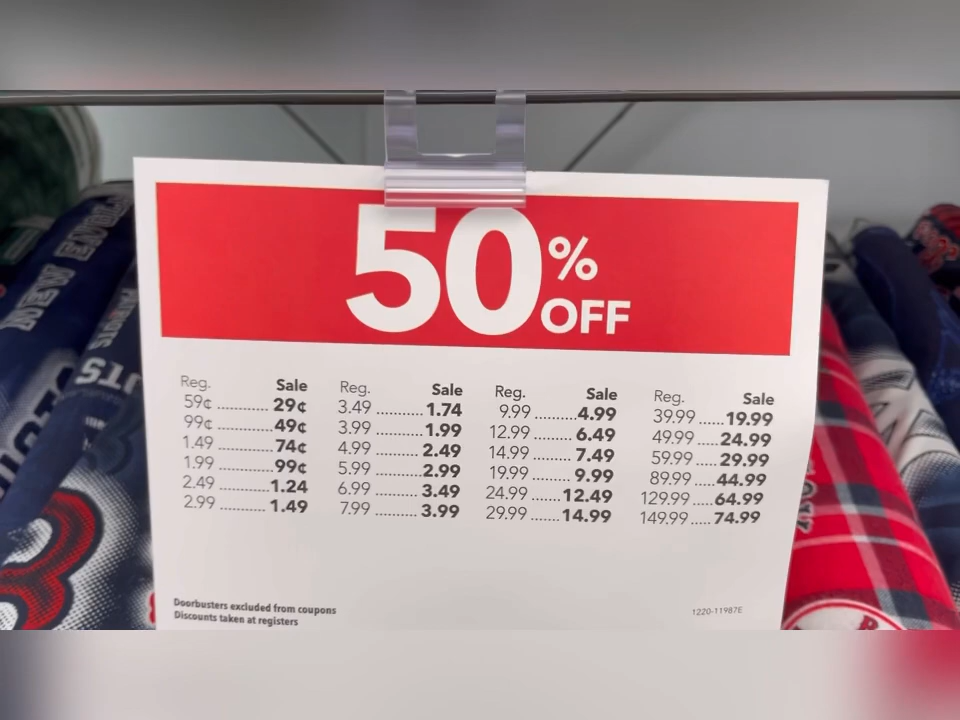 50% OFF
Reg. Sale
59¢ ............ 29¢
99¢ ............ 49¢
1.49 ............ 74¢
1.99 ............ 99¢
2.49 ............ 1.24
2.99 ............ 1.49
Reg. Sale
3.49 ............ 1.74
3.99 ............ 1.99
4.99 ............ 2.49
5.99 ............ 2.99
6.99 ............ 3.49
7.99 ............ 3.99
Reg. Sale
9.99 .......... 4.99
12.99 ......... 6.49
14.99 ......... 7.49
19.99 .......... 9.99
24.99 ....... 12.49
29.99 ....... 14.99
Reg. Sale
39.99 ...... 19.99
49.99 ..... 24.99
59.99 ..... 29.99
89.99 ..... 44.99
129.99 .... 64.99
149.99 ..... 74.99
Doorbusters excluded from coupons
Discounts taken at registers
1220-11987E
NEW ENGL